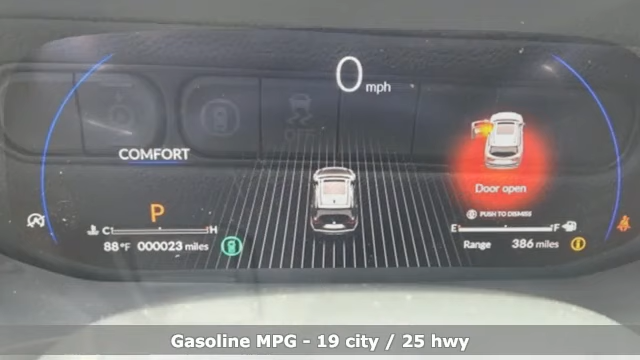 0 mph
OFF
COMFORT
Door open
PUSH TO DISMISS
P
C H
E F
88°F 000023 miles
Range 386 miles
Gasoline MPG - 19 city / 25 hwy